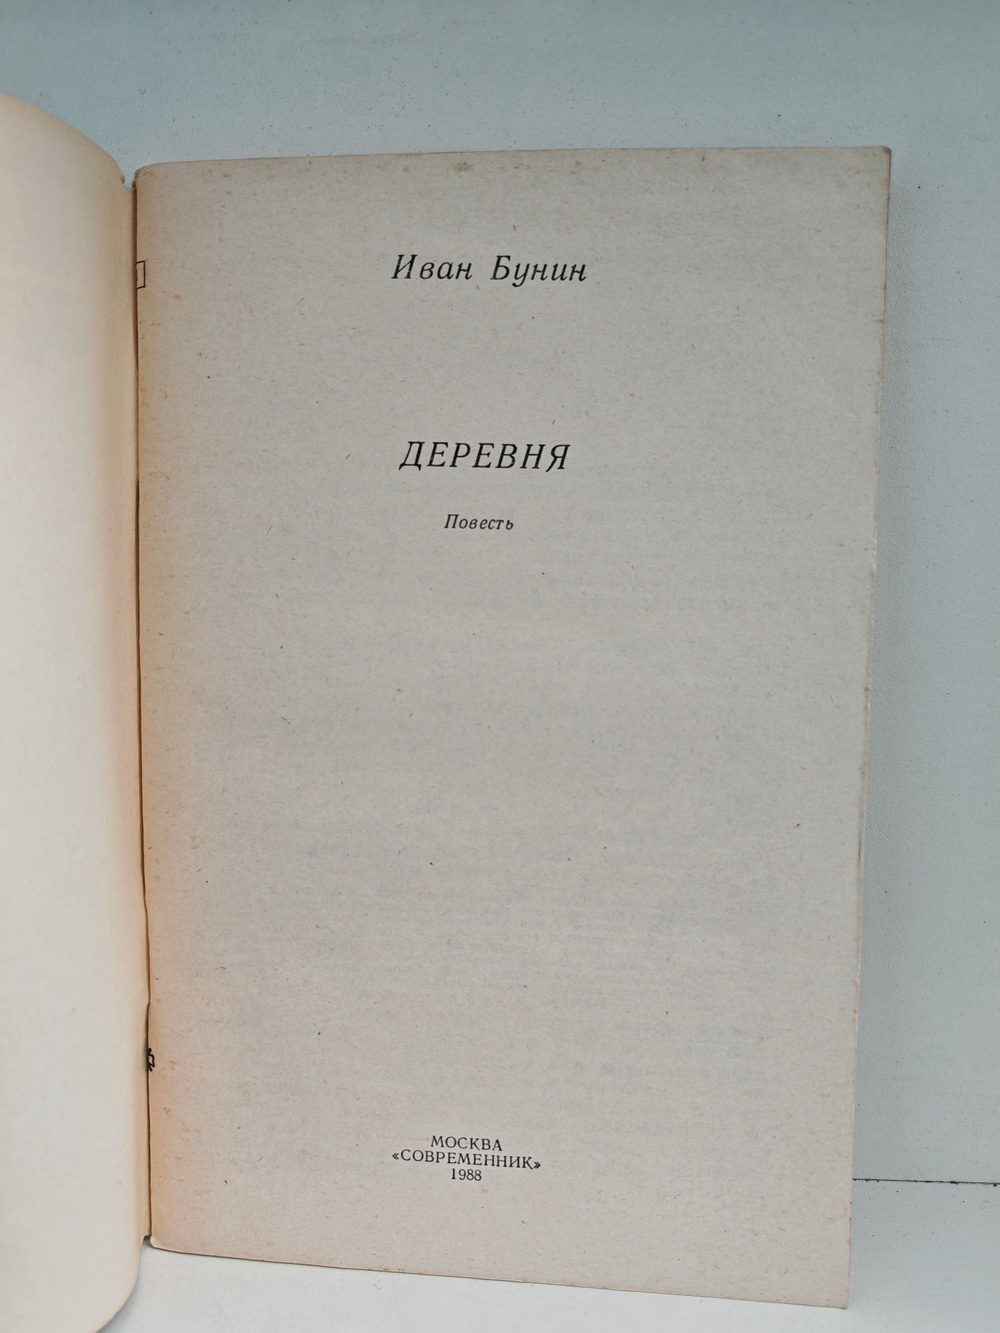 Иван Бунин
ДЕРЕВНЯ
Повесть
МОСКВА
«СОВРЕМЕННИК»
1988